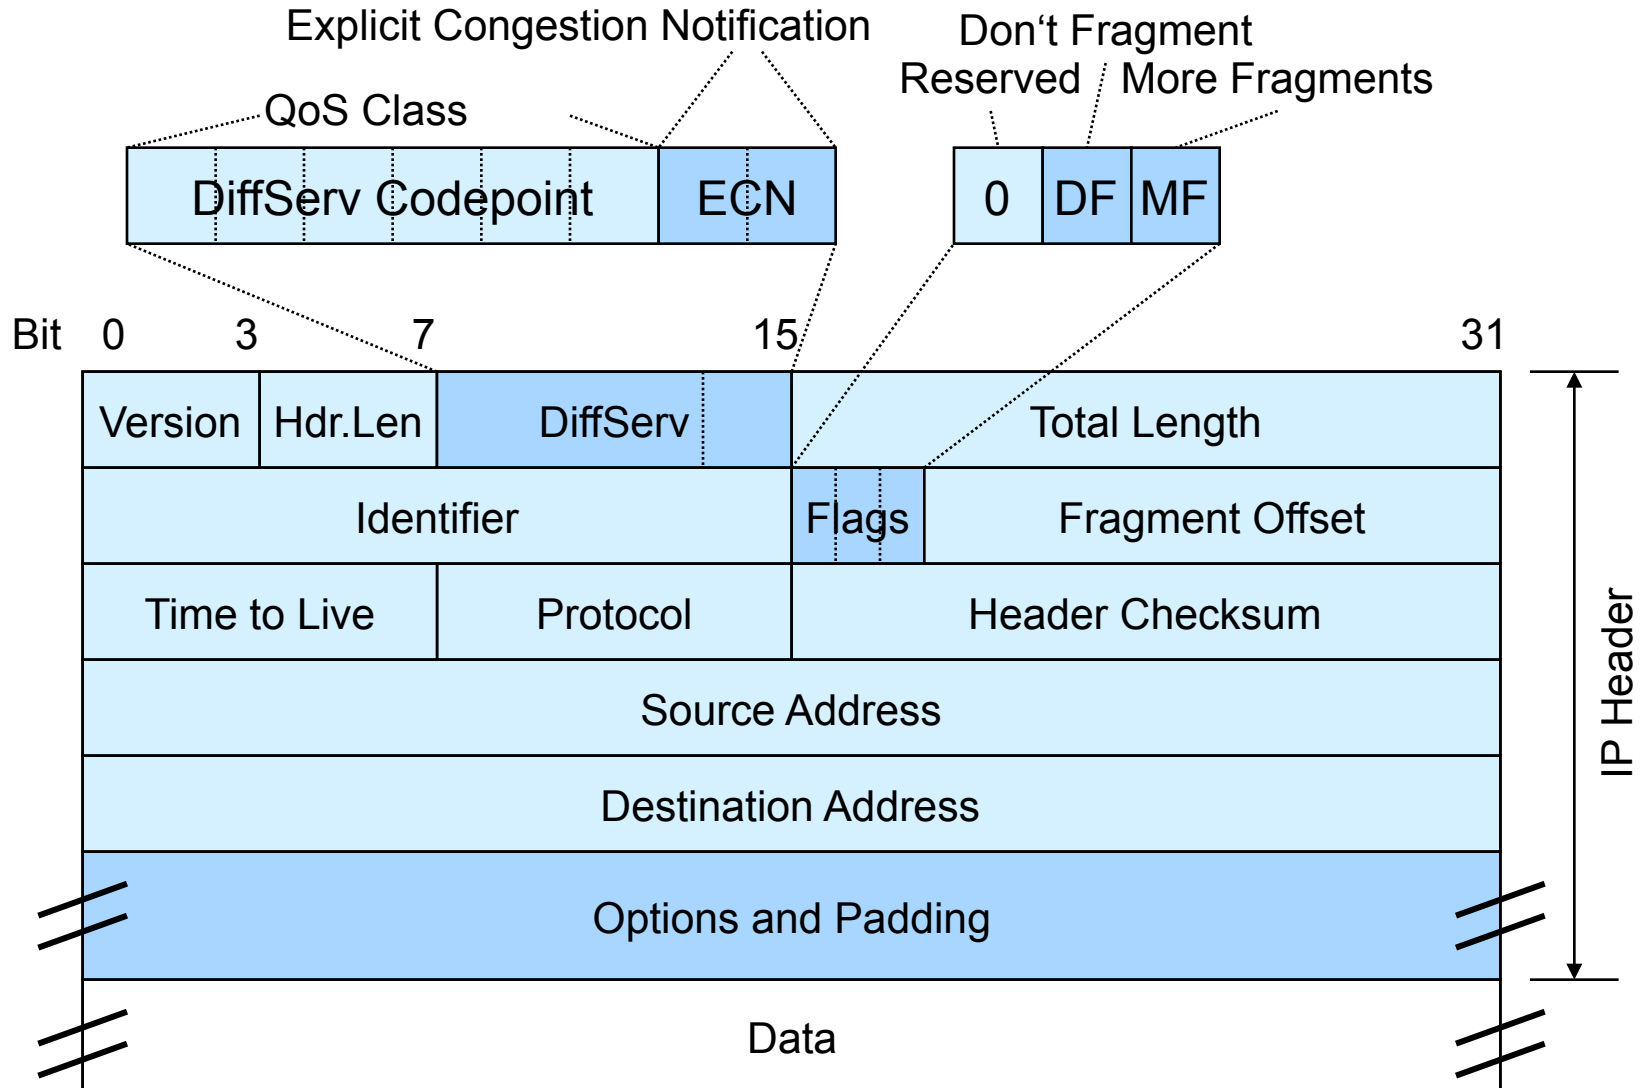 Explicit Congestion Notification
Don‘t Fragment
Reserved
More Fragments
QoS Class
DiffServ Codepoint
ECN
0
DF
MF
Bit 0 3 7 15 31
Version Hdr.Len DiffServ Total Length
Identifier Flags Fragment Offset
Time to Live Protocol Header Checksum
Source Address
Destination Address
Options and Padding
Data
IP Header